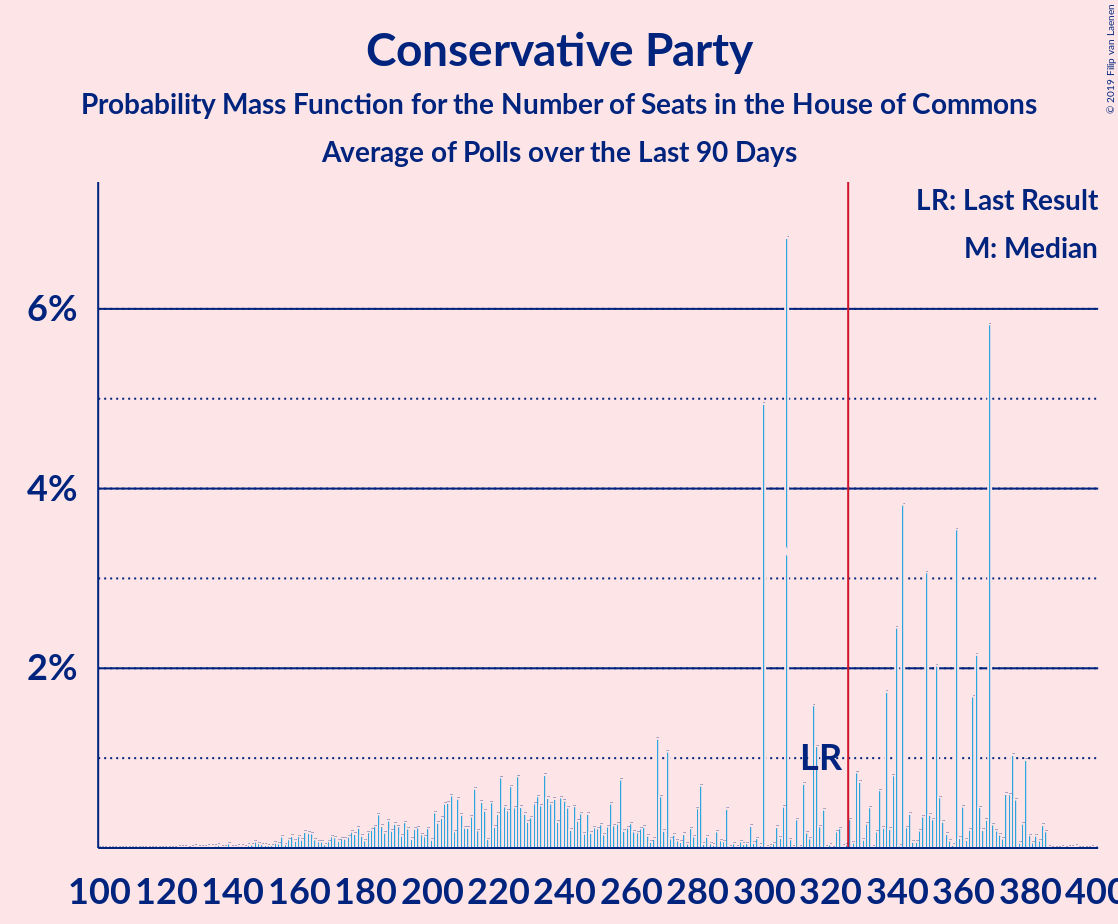 Conservative Party
Probability Mass Function for the Number of Seats in the House of Commons
Average of Polls over the Last 90 Days
© 2019 Filip van Laenen
LR: Last Result
M: Median
6%
4%
2%
LR
100 120 140 160 180 200 220 240 260 280 300 320 340 360 380 400